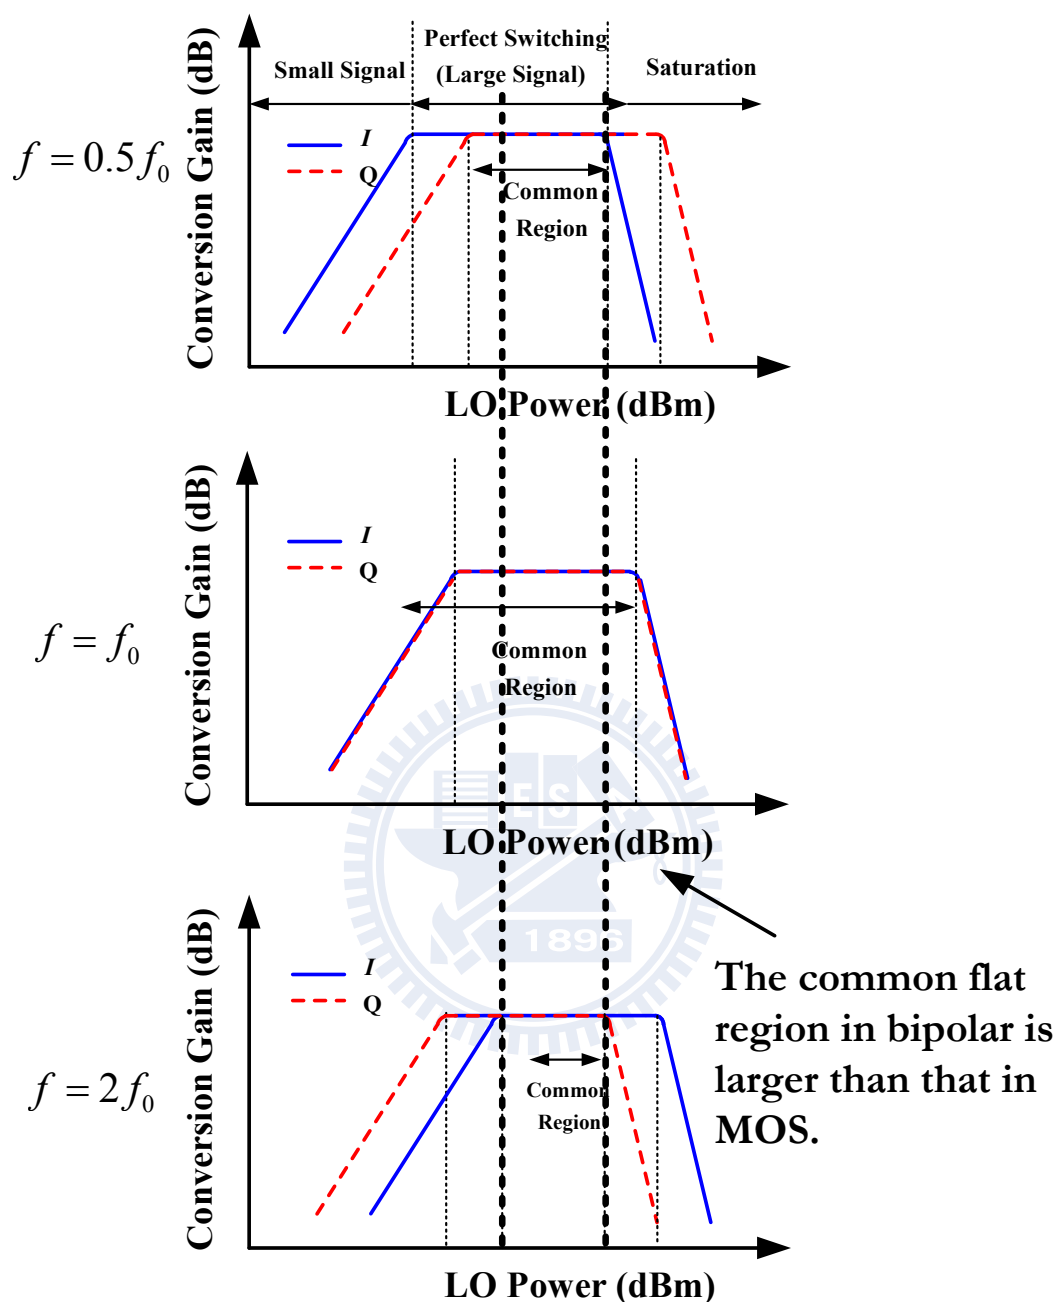 Perfect Switching
Small Signal
(Large Signal)
Saturation
I
Q
Common
Region
f = 0.5f₀
Conversion Gain (dB)
LO Power (dBm)
I
Q
Common
Region
f = f₀
Conversion Gain (dB)
LO Power (dBm)
I
Q
Common
Region
f = 2f₀
Conversion Gain (dB)
LO Power (dBm)
The common flat
region in bipolar is
larger than that in
MOS.
ES
1896